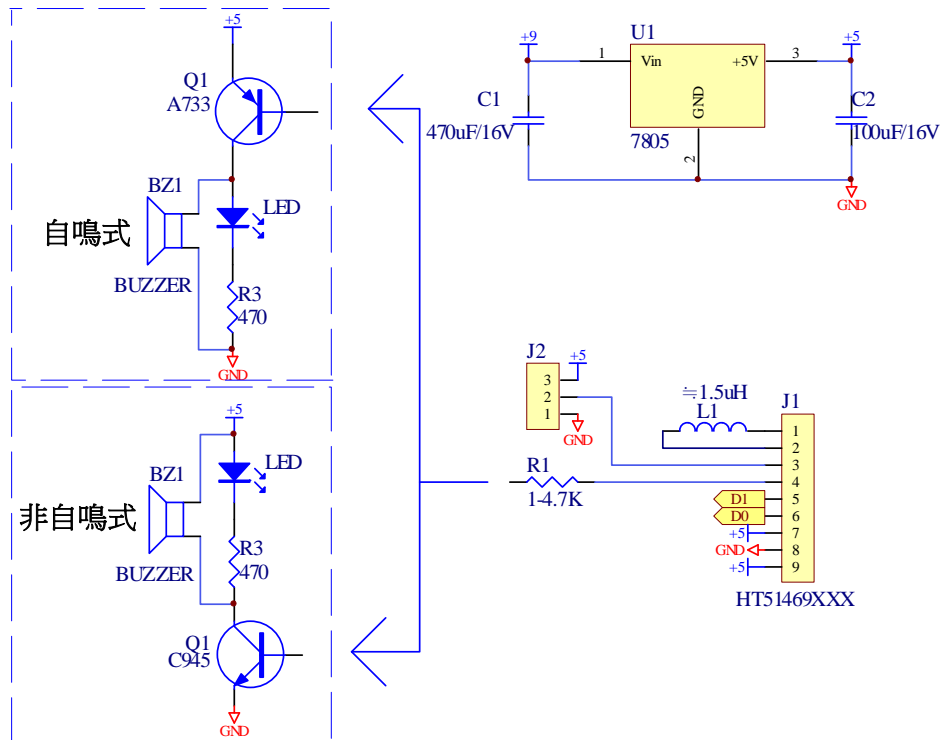 +5
Q1
A733
BZ1
LED
自鳴式
BUZZER
R3
470
GND
+5
BZ1
LED
非自鳴式
R3
470
BUZZER
Q1
C945
GND
+9
U1
+5
1
Vin
+5V
3
C1
C2
GND
470uF/16V
100uF/16V
7805
2
GND
J2
+5
3
2
1
GND
≒1.5uH
L1
J1
1
2
3
R1
4
1-4.7K
D1
5
D0
6
+5
7
GND
8
+5
9
HT51469XXX